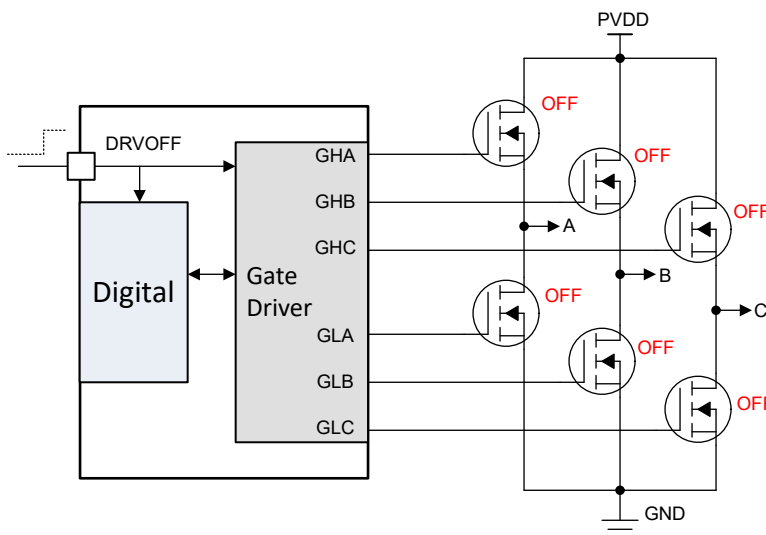 PVDD
OFF
DRVOFF
GHA
OFF
GHB
OFF
A
GHC
Digital
Gate
Driver
B
OFF
C
GLA
OFF
GLB
GLC
GND